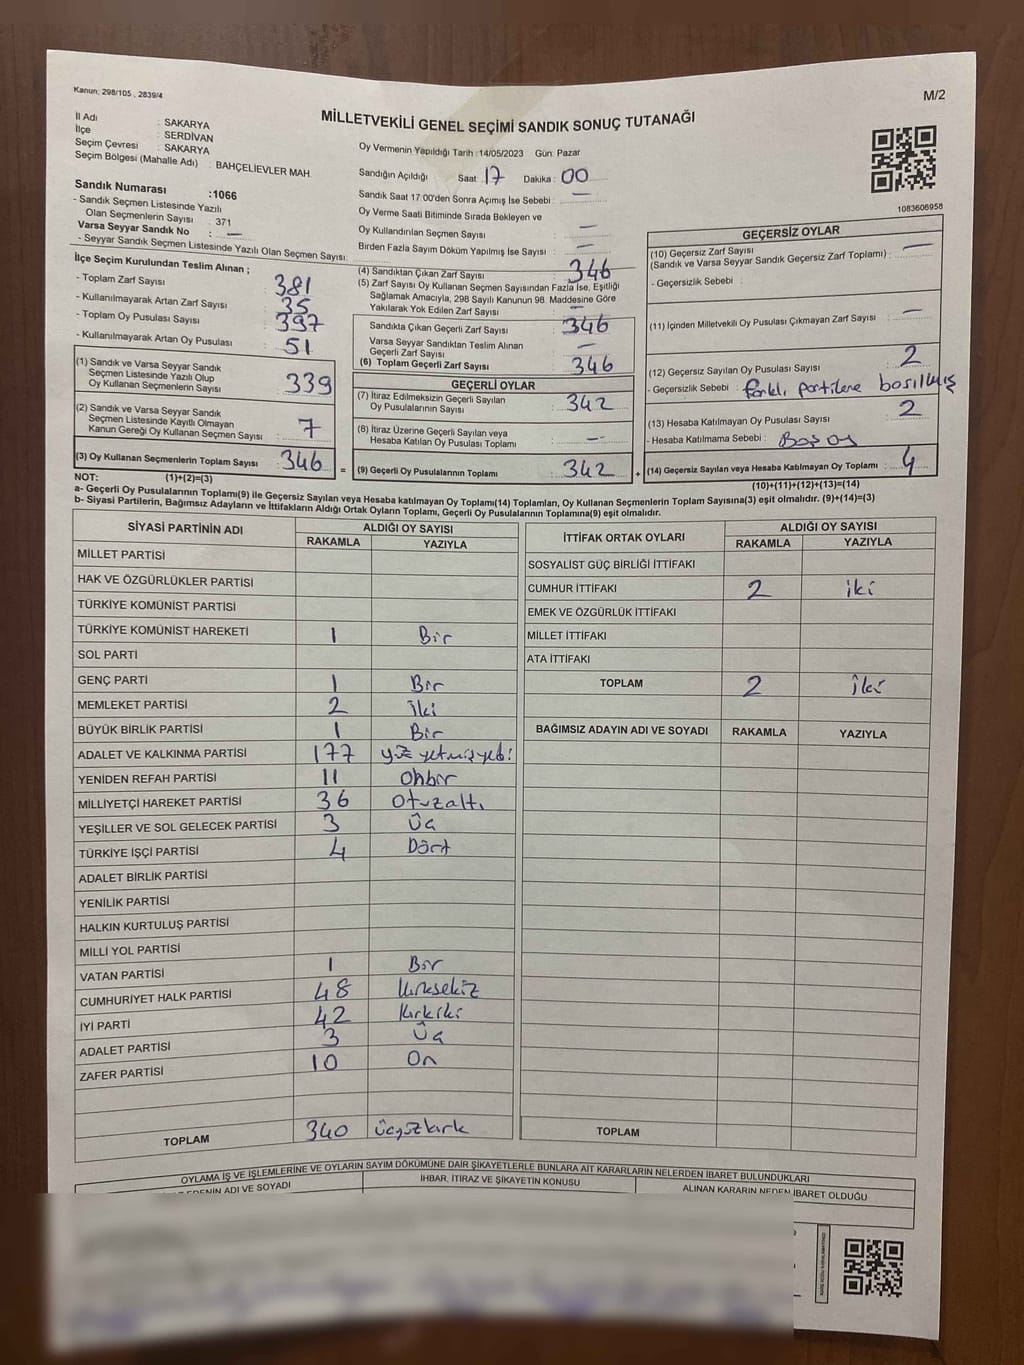 Kanun: 298/105 , 2839/4
M/2
MİLLETVEKİLİ GENEL SEÇİMİ SANDIK SONUÇ TUTANAĞI
İl Adı : SAKARYA
İlçe : SERDİVAN
Seçim Çevresi : SAKARYA
Seçim Bölgesi (Mahalle Adı) : BAHÇELİEVLER MAH.
Sandık Numarası :1066
- Sandık Seçmen Listesinde Yazılı
Olan Seçmenlerin Sayısı : 371
Varsa Seyyar Sandık No : —
- Seyyar Sandık Seçmen Listesinde Yazılı Olan Seçmen Sayısı:
Oy Vermenin Yapıldığı Tarih :14/05/2023 Gün: Pazar
Sandığın Açıldığı Saat 17 Dakika : 00
Sandık Saat 17:00'den Sonra Açımış İse Sebebi : —
Oy Verme Saati Bitiminde Sırada Bekleyen ve
Oy Kullandırılan Seçmen Sayısı : —
Birden Fazla Sayım Döküm Yapılmış İse Sayısı : —
1083606958
İlçe Seçim Kurulundan Teslim Alınan ;
- Toplam Zarf Sayısı : 381
- Kullanılmayarak Artan Zarf Sayısı : 35
- Toplam Oy Pusulası Sayısı : 397
- Kullanılmayarak Artan Oy Pusulası : 51
(1) Sandık ve Varsa Seyyar Sandık
Seçmen Listesinde Yazılı Olup
Oy Kullanan Seçmenlerin Sayısı : 339
(2) Sandık ve Varsa Seyyar Sandık
Seçmen Listesinde Kayıtlı Olmayan
Kanun Gereği Oy Kullanan Seçmen Sayısı : 7
(3) Oy Kullanan Seçmenlerin Toplam Sayısı : 346
(4) Sandıktan Çıkan Zarf Sayısı : 346
(5) Zarf Sayısı Oy Kullanan Seçmen Sayısından Fazla İse, Eşitliği
Sağlamak Amacıyla, 298 Sayılı Kanunun 98. Maddesine Göre
Yakılarak Yok Edilen Zarf Sayısı : —
Sandıkta Çıkan Geçerli Zarf Sayısı : 346
Varsa Seyyar Sandıktan Teslim Alınan
Geçerli Zarf Sayısı : —
(6) Toplam Geçerli Zarf Sayısı : 346
GEÇERLİ OYLAR
(7) İtiraz Edilmeksizin Geçerli Sayılan
Oy Pusulalarının Sayısı : 342
(8) İtiraz Üzerine Geçerli Sayılan veya
Hesaba Katılan Oy Pusulası Toplamı : —
= (9) Geçerli Oy Pusulalarının Toplamı : 342
GEÇERSİZ OYLAR
(10) Geçersiz Zarf Sayısı
(Sandık ve Varsa Seyyar Sandık Geçersiz Zarf Toplamı) : —
- Geçersizlik Sebebi :
(11) İçinden Milletvekili Oy Pusulası Çıkmayan Zarf Sayısı : —
(12) Geçersiz Sayılan Oy Pusulası Sayısı : 2
- Geçersizlik Sebebi : farklı partilere basılmış
(13) Hesaba Katılmayan Oy Pusulası Sayısı : 2
- Hesaba Katılmama Sebebi : Boş oy
+ (14) Geçersiz Sayılan veya Hesaba Katılmayan Oy Toplamı : 4
NOT: (1)+(2)=(3)
(10)+(11)+(12)+(13)=(14)
a- Geçerli Oy Pusulalarının Toplamı(9) ile Geçersiz Sayılan veya Hesaba katılmayan Oy Toplamı(14) Toplamları, Oy Kullanan Seçmenlerin Toplam Sayısına(3) eşit olmalıdır. (9)+(14)=(3)
b- Siyasi Partilerin, Bağımsız Adayların ve İttifakların Aldığı Oyların Toplamı, Geçerli Oy Pusulalarının Toplamına(9) eşit olmalıdır.
SİYASİ PARTİNİN ADI ALDIĞI OY SAYISI
RAKAMLA YAZIYLA
MİLLET PARTİSİ
HAK VE ÖZGÜRLÜKLER PARTİSİ
TÜRKİYE KOMÜNİST PARTİSİ
TÜRKİYE KOMÜNİST HAREKETİ 1 Bir
SOL PARTİ
GENÇ PARTİ 1 Bir
MEMLEKET PARTİSİ 2 İki
BÜYÜK BİRLİK PARTİSİ 1 Bir
ADALET VE KALKINMA PARTİSİ 177 yüz yetmişyedi
YENİDEN REFAH PARTİSİ 11 Onbir
MİLLİYETÇİ HAREKET PARTİSİ 36 Otuzaltı
YEŞİLLER VE SOL GELECEK PARTİSİ 3 Üç
TÜRKİYE İŞÇİ PARTİSİ 4 Dört
ADALET BİRLİK PARTİSİ
YENİLİK PARTİSİ
HALKIN KURTULUŞ PARTİSİ
MİLLİ YOL PARTİSİ
VATAN PARTİSİ 1 Bir
CUMHURİYET HALK PARTİSİ 48 Kırksekiz
İYİ PARTİ 42 Kırkiki
ADALET PARTİSİ 3 Üç
ZAFER PARTİSİ 10 On
TOPLAM 340 üçyüzkırk
İTTİFAK ORTAK OYLARI ALDIĞI OY SAYISI
RAKAMLA YAZIYLA
SOSYALİST GÜÇ BİRLİĞİ İTTİFAKI
CUMHUR İTTİFAKI 2 iki
EMEK VE ÖZGÜRLÜK İTTİFAKI
MİLLET İTTİFAKI
ATA İTTİFAKI
TOPLAM 2 İki
BAĞIMSIZ ADAYIN ADI VE SOYADI RAKAMLA YAZIYLA
TOPLAM
OYLAMA İŞ VE İŞLEMLERİNE VE OYLARIN SAYIM DÖKÜMÜNE DAİR ŞİKAYETLERLE BUNLARA AİT KARARLARIN NELERDEN İBARET BULUNDUKLARI
EDENİN ADI VE SOYADI İHBAR, İTİRAZ VE ŞİKAYETİN KONUSU ALINAN KARARIN NEDEN İBARET OLDUĞU